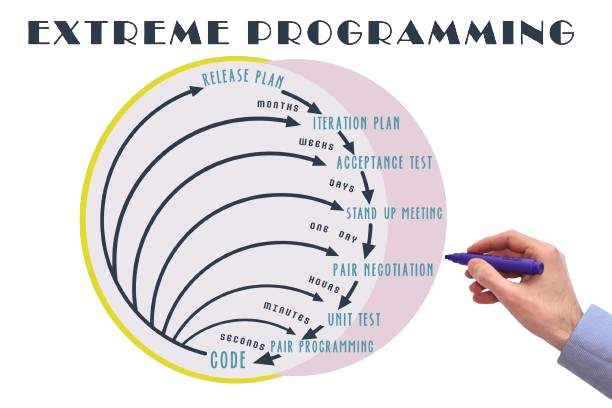 EXTREME PROGRAMMING
RELEASE PLAN
MONTHS
ITERATION PLAN
WEEKS
ACCEPTANCE TEST
DAYS
STAND UP MEETING
ONE DAY
PAIR NEGOTIATION
HOURS
MINUTES
UNIT TEST
SECONDS
PAIR PROGRAMMING
CODE